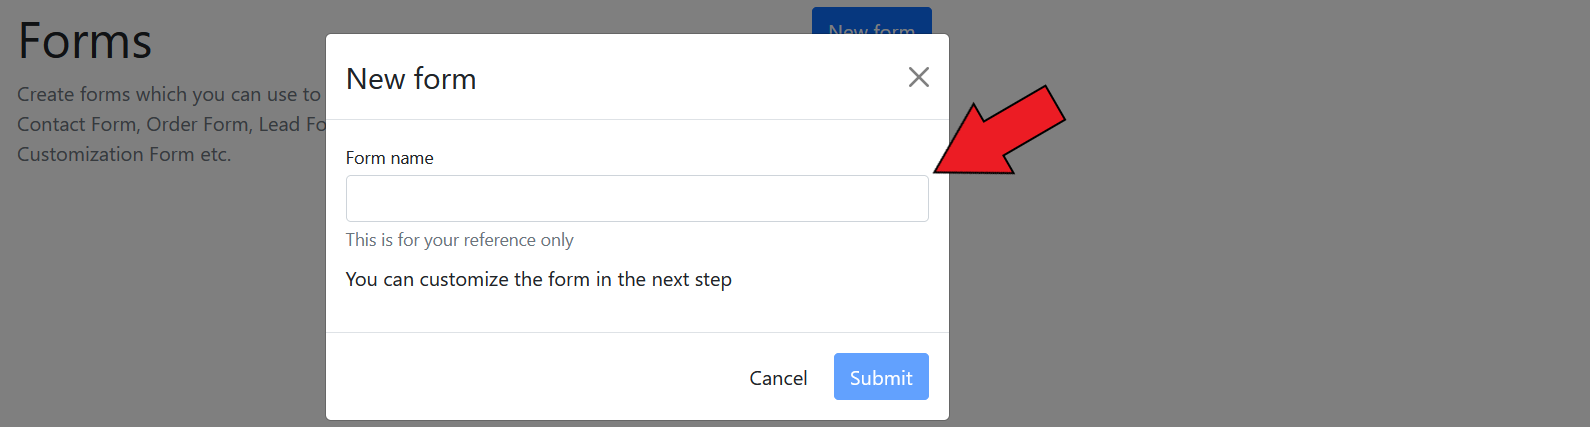 Forms
New form
Create forms which you can use to
Contact Form, Order Form, Lead Fo
Customization Form etc.
New form
Form name
This is for your reference only
You can customize the form in the next step
Cancel
Submit